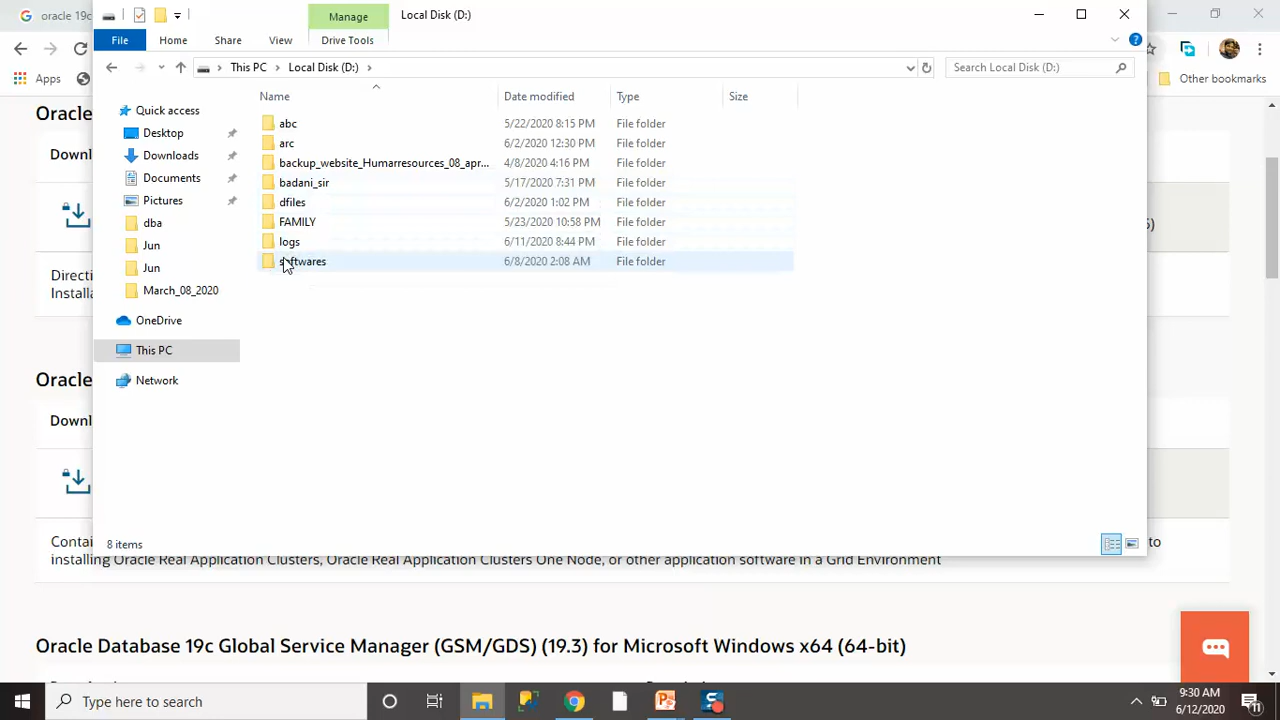 oracle 19c
Manage
Local Disk (D:)
File
Home
Share
View
Drive Tools
This PC
Local Disk (D:)
Search Local Disk (D:)
Apps
Other bookmarks
Name
Date modified
Type
Size
Quick access
Desktop
Downloads
Documents
Pictures
dba
Jun
Jun
March_08_2020
OneDrive
This PC
Network
abc 5/22/2020 8:15 PM File folder
arc 6/2/2020 12:30 PM File folder
backup_website_Humarresources_08_apr... 4/8/2020 4:16 PM File folder
badani_sir 5/17/2020 7:31 PM File folder
dfiles 6/2/2020 1:02 PM File folder
FAMILY 5/23/2020 10:58 PM File folder
logs 6/11/2020 8:44 PM File folder
softwares 6/8/2020 2:08 AM File folder
8 items
Oracle
Downl
Directi
Installa
Oracle
Downl
Contai to
installing Oracle Real Application Clusters, Oracle Real Application Clusters One Node, or other application software in a Grid Environment
Oracle Database 19c Global Service Manager (GSM/GDS) (19.3) for Microsoft Windows x64 (64-bit)
Type here to search
9:30 AM
6/12/2020
11